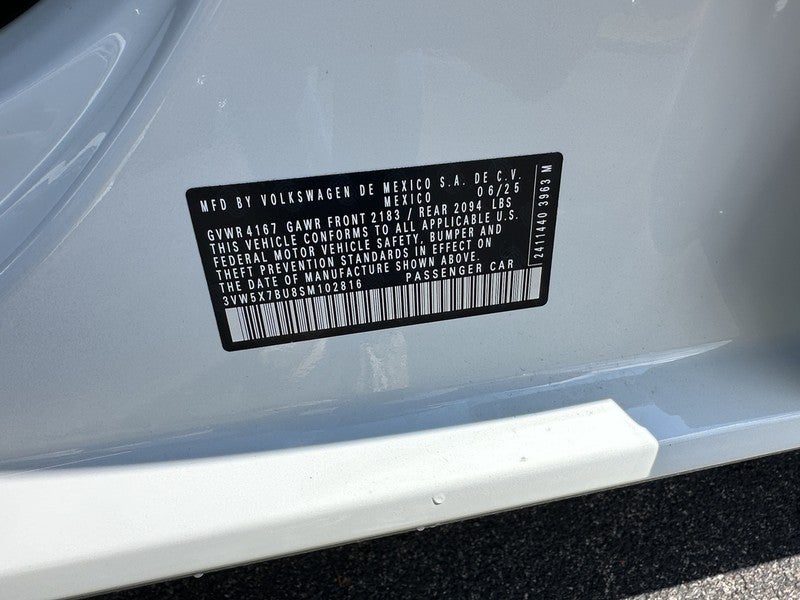 MFD BY VOLKSWAGEN DE MEXICO S.A. DE C.V.
MEXICO 06/25
GVWR 4167 GAWR FRONT 2183 / REAR 2094 LBS
THIS VEHICLE CONFORMS TO ALL APPLICABLE U.S.
FEDERAL MOTOR VEHICLE SAFETY, BUMPER AND
THEFT PREVENTION STANDARDS IN EFFECT ON
THE DATE OF MANUFACTURE SHOWN ABOVE.
3VW5X7BU8SM102816 PASSENGER CAR
2411440 3963 M